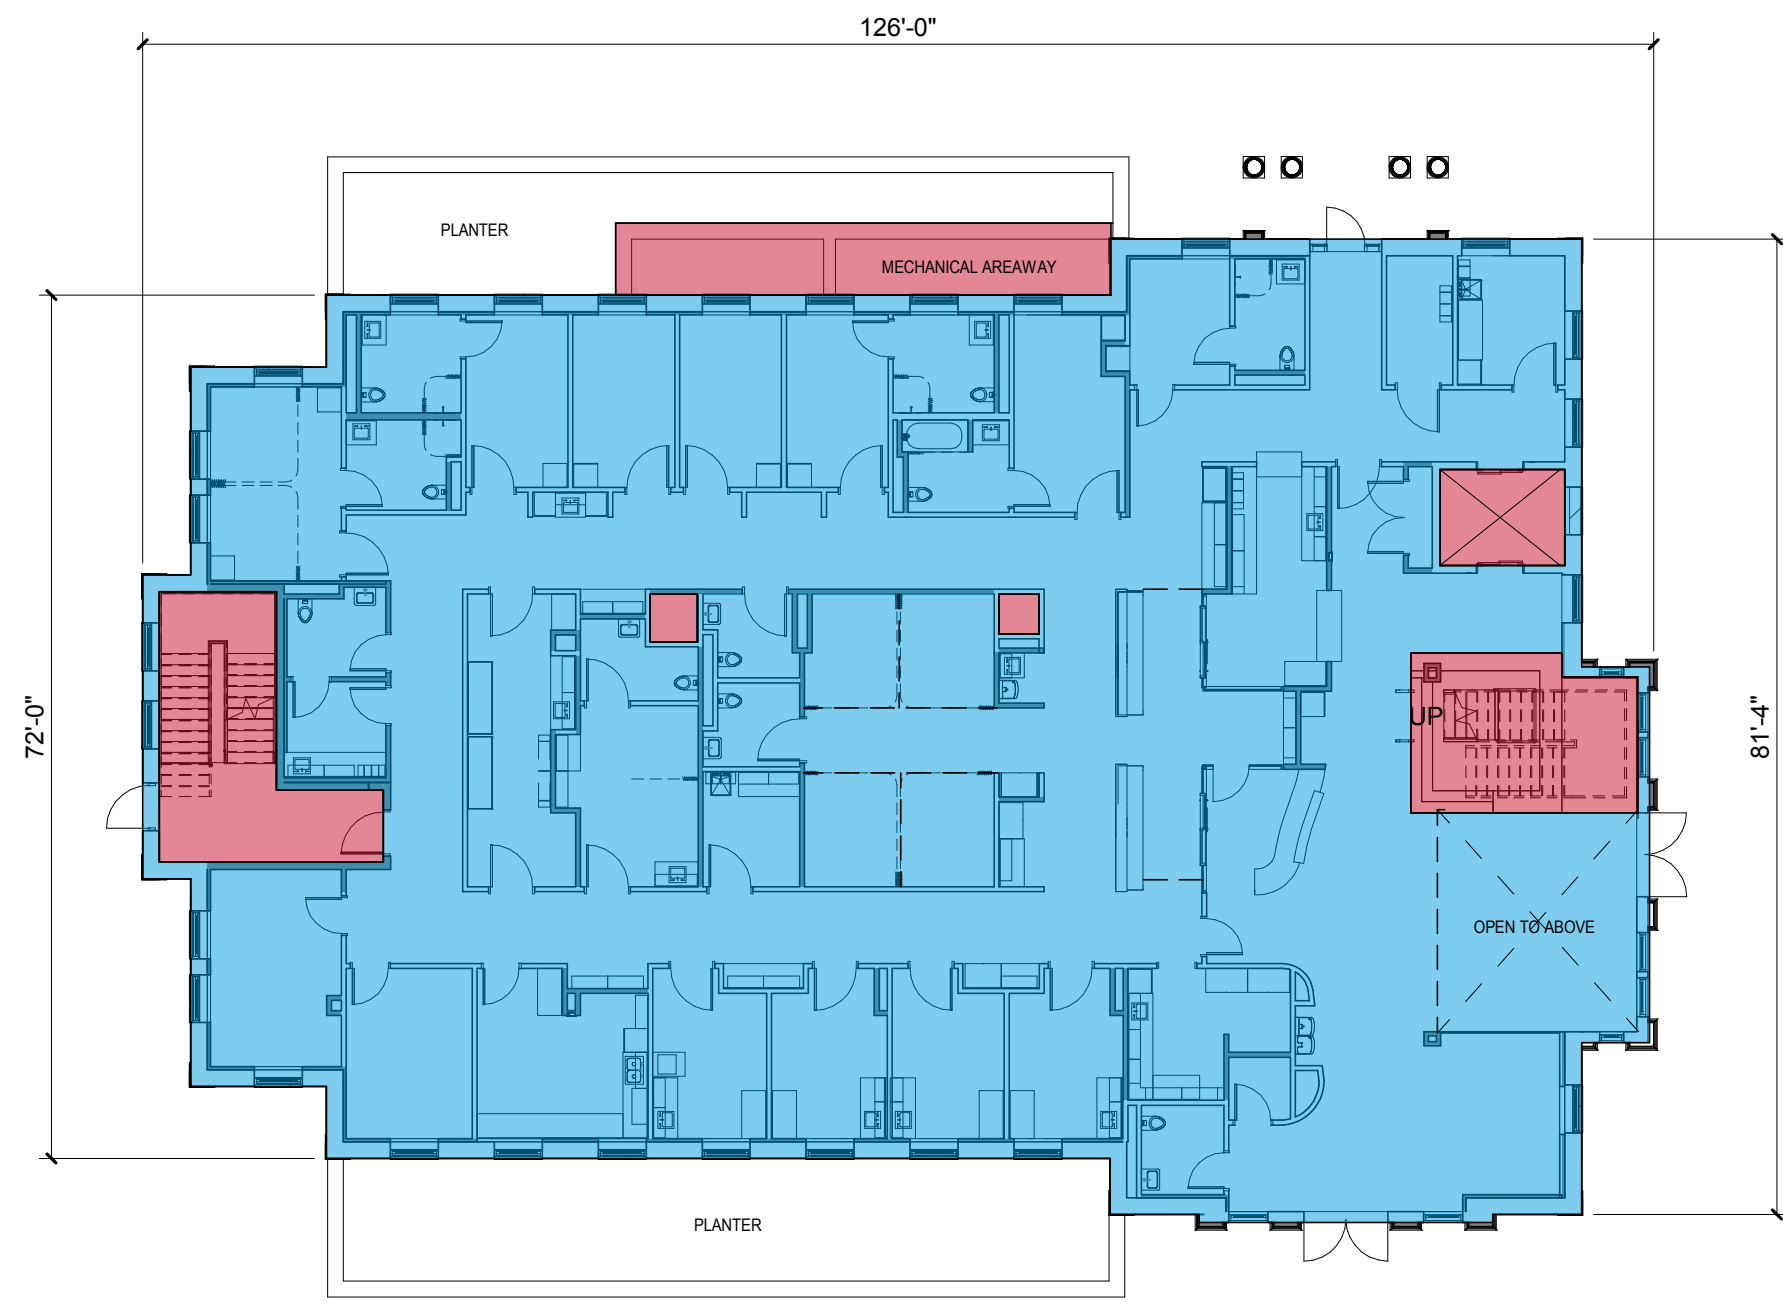 126'-0"
PLANTER
MECHANICAL AREAWAY
72'-0"
UP
81'-4"
OPEN TO ABOVE
PLANTER